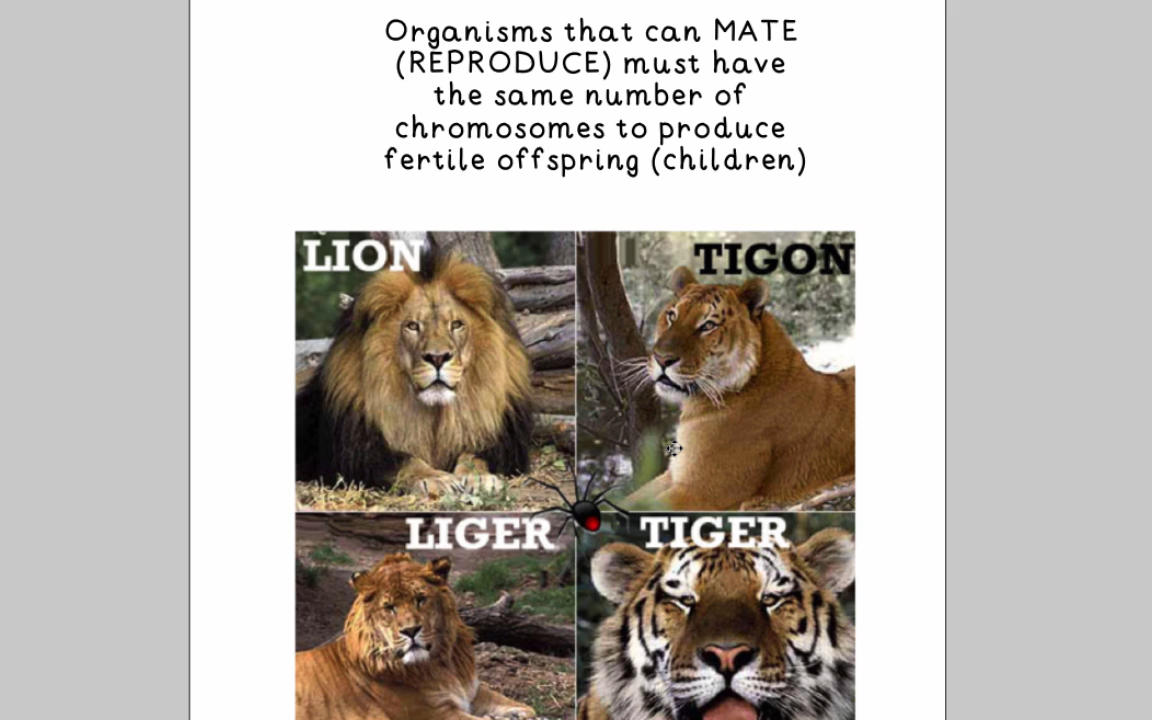 Organisms that can MATE
(REPRODUCE) must have
the same number of
chromosomes to produce
fertile offspring (children)
LION
TIGON
LIGER
TIGER